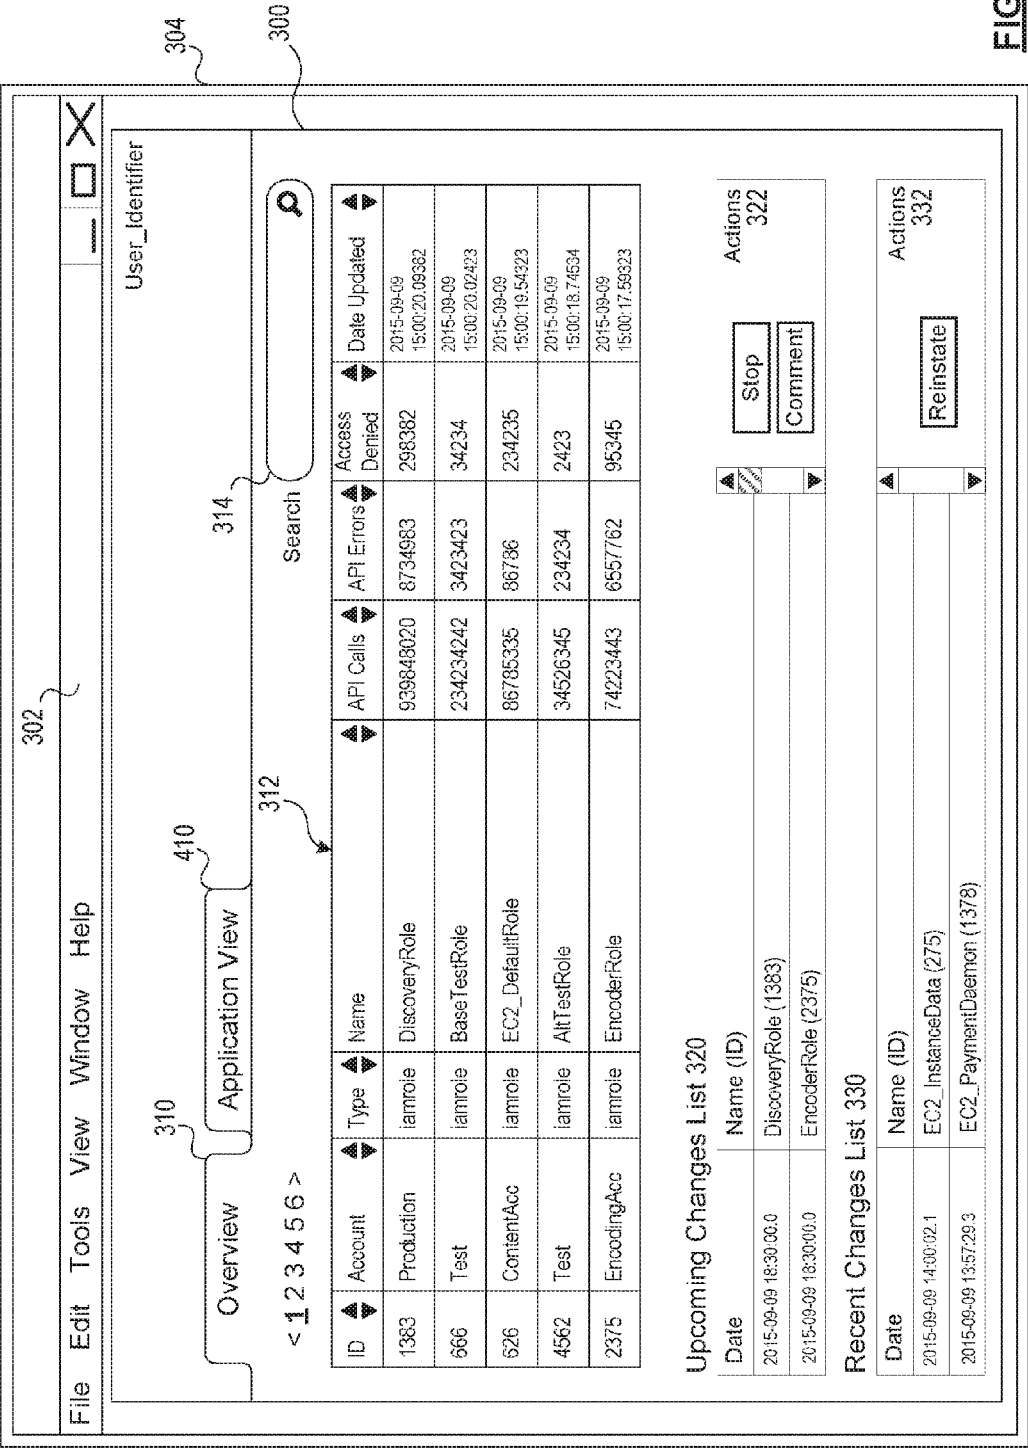 304
300
302
File Edit Tools View Window Help
User_Identifier
310
410
314
Overview
Application View
< 1 2 3 4 5 6 >
312
Search
ID Account Type Name API Calls API Errors Access Denied Date Updated
1383 Production iamrole DiscoveryRole 939848020 8734983 298382 2015-09-09 15:00:20.09382
666 Test iamrole BaseTestRole 234234242 3423423 34234 2015-09-09 15:00:20.02423
626 ContentAcc iamrole EC2_DefaultRole 86785335 86786 234235 2015-09-09 15:00:19.54323
4562 Test iamrole AltTestRole 34526345 234234 2423 2015-09-09 15:00:18.74534
2375 EncodingAcc iamrole EncoderRole 74223443 6557762 95345 2015-09-09 15:00:17.59323
Upcoming Changes List 320
Date Name (ID) Actions 322
2015-09-09 18:30:00.0 DiscoveryRole (1383) Stop
2015-09-09 18:30:00.0 EncoderRole (2375) Comment
Recent Changes List 330
Date Name (ID) Actions 332
2015-09-09 14:00:02.1 EC2_InstanceData (275) Reinstate
2015-09-09 13:57:29.3 EC2_PaymentDaemon (1378)
FIG